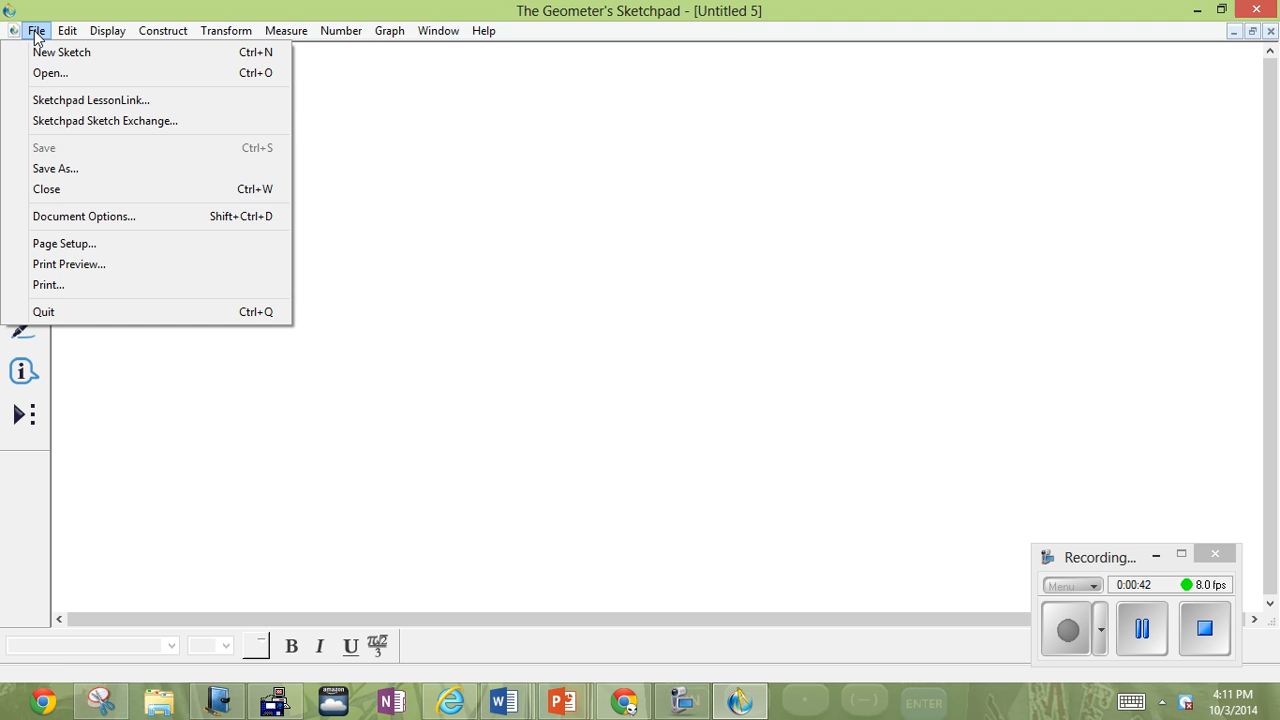 The Geometer's Sketchpad - [Untitled 5]
File Edit Display Construct Transform Measure Number Graph Window Help
New Sketch Ctrl+N
Open... Ctrl+O
Sketchpad LessonLink...
Sketchpad Sketch Exchange...
Save Ctrl+S
Save As...
Close Ctrl+W
Document Options... Shift+Ctrl+D
Page Setup...
Print Preview...
Print...
Quit Ctrl+Q
Recording...
Menu 0:00:42 8.0 fps
B I U π√2/3
amazon
ENTER
4:11 PM
10/3/2014